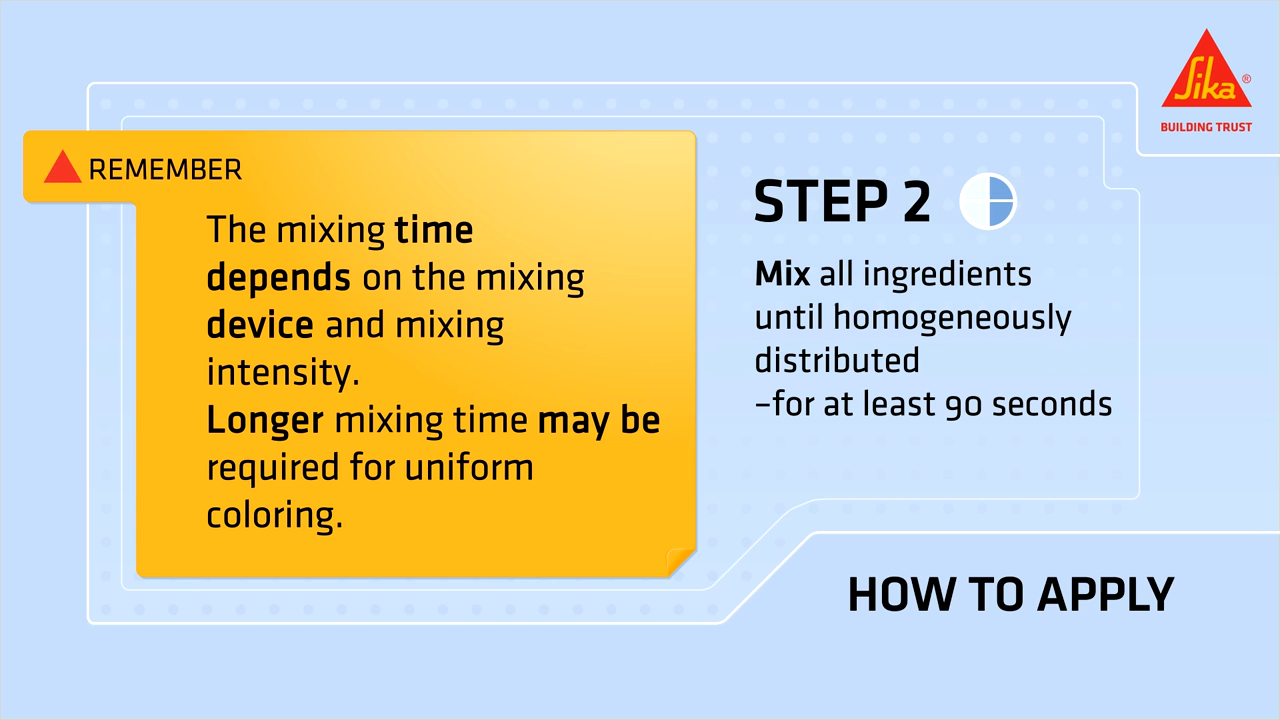 Sika®
BUILDING TRUST
REMEMBER
The mixing time
depends on the mixing
device and mixing
intensity.
Longer mixing time may be
required for uniform
coloring.
STEP 2
Mix all ingredients
until homogeneously
distributed
–for at least 90 seconds
HOW TO APPLY